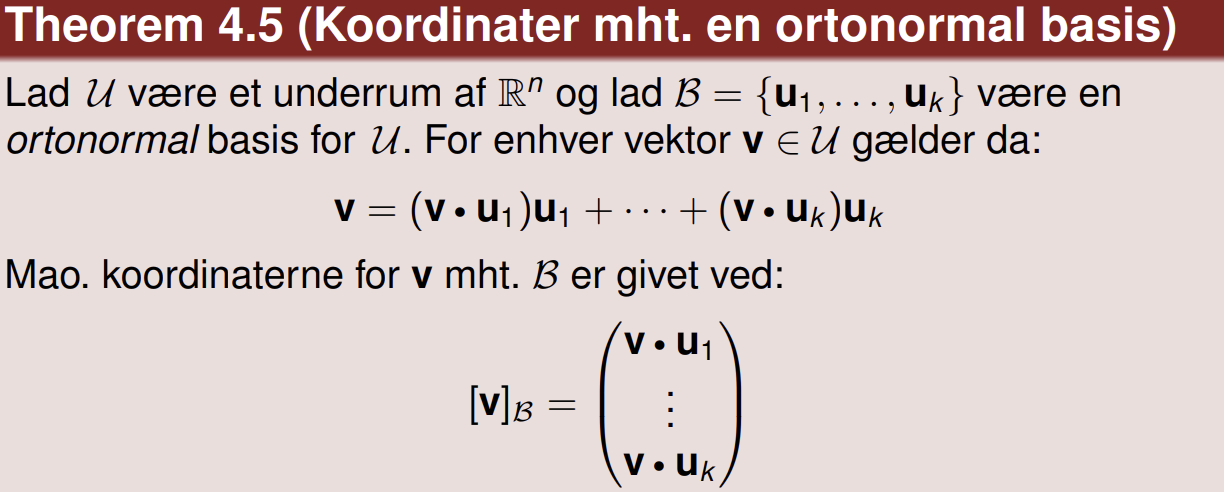 Theorem 4.5 (Koordinater mht. en ortonormal basis)
Lad 𝒰 være et underrum af ℝⁿ og lad ℬ = {u₁, . . . , uₖ} være en
ortonormal basis for 𝒰. For enhver vektor v ∈ 𝒰 gælder da:
v = (v • u₁)u₁ + · · · + (v • uₖ)uₖ
Mao. koordinaterne for v mht. ℬ er givet ved:
v • u₁
[v]ℬ = ( ⋮ )
v • uₖ